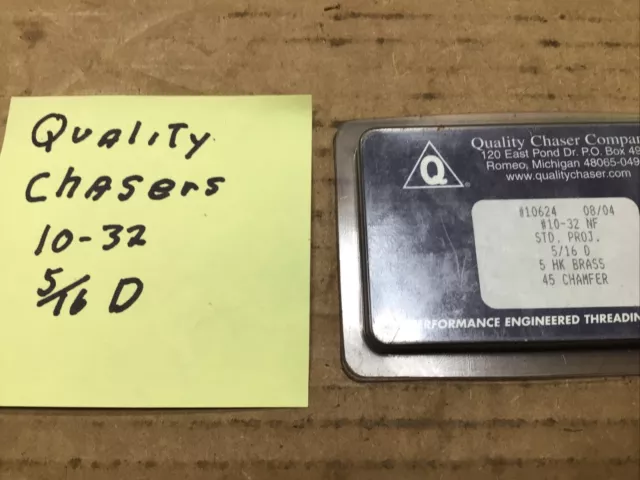 Quality
Chasers
10-32
5/16 D
Q
Quality Chaser Compan
120 East Pond Dr. P.O. Box 49
Romeo, Michigan 48065-049
www.qualitychaser.com
#10624 08/04
#10-32 NF
STD. PROJ.
5/16 D
5 HK BRASS
45 CHAMFER
RFORMANCE ENGINEERED THREADIN